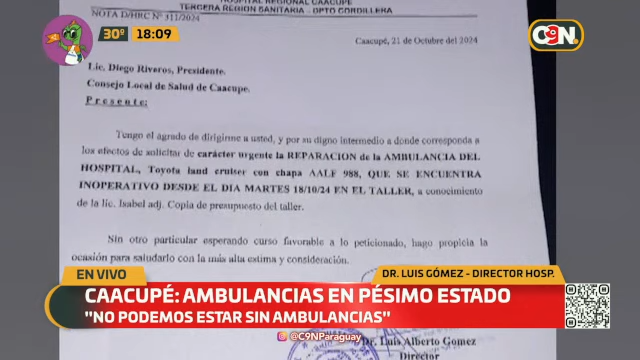 HOSPITAL REGIONAL CAACUPE
TERCERA REGION SANITARIA - DPTO CORDILLERA
NOTA D/HRC Nº 311/2024
30º
18:09
C9N
Caacupé, 21 de Octubre del 2024
Lic. Diego Riveros, Presidente.
Consejo Local de Salud de Caacupe.
Presente:
Tengo el agrado de dirigirme a usted, y por su digno intermedio a donde corresponda a
los efectos de solicitar de carácter urgente la REPARACION de la AMBULANCIA DEL
HOSPITAL, Toyota land cruiser con chapa AALF 988, QUE SE ENCUENTRA
INOPERATIVO DESDE EL DIA MARTES 18/10/24 EN EL TALLER, a conocimiento
de la lic. Isabel adj. Copia de presupuesto del taller.
Sin otro particular esperando curso favorable a lo peticionado, hago propicia la
ocasión para saludarlo con la más alta estima y consideración.
EN VIVO
DR. LUIS GÓMEZ - DIRECTOR HOSP.
CAACUPÉ: AMBULANCIAS EN PÉSIMO ESTADO
"NO PODEMOS ESTAR SIN AMBULANCIAS"
@C9NParaguay
Dr. Luis Alberto Gomez
Director